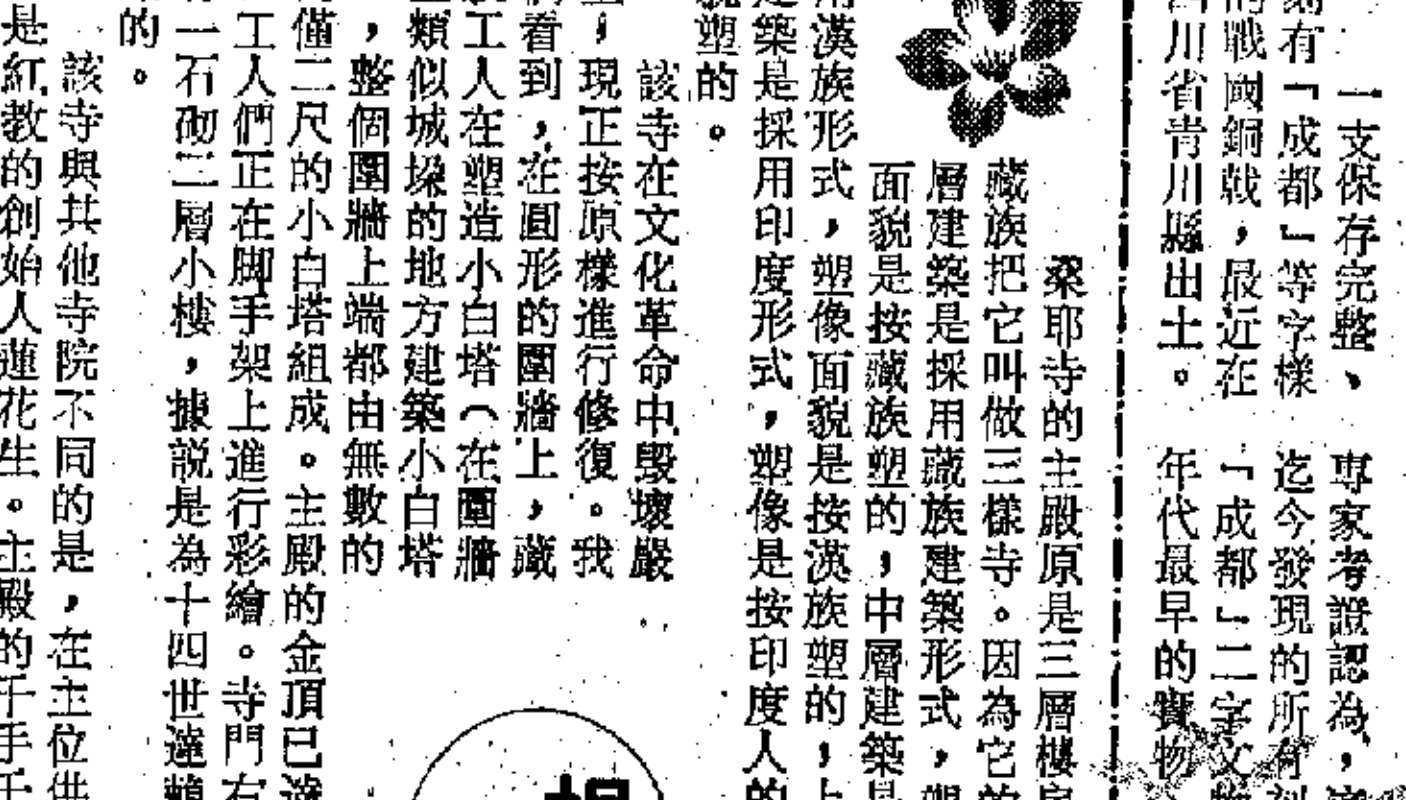 一支保存完整、
刻有「成都」等字樣
的戰國銅戟，最近在
四川省青川縣出土。
專家考證認為，
迄今發現的所有刻
「成都」二字文物
年代最早的實物
桑耶寺的主殿原是三層樓房
藏族把它叫做三樣寺。因為它的
層建築是採用藏族建築形式，塑
面貌是按藏族塑的，中層建築是
用漢族形式，塑像面貌是按漢族塑的，上
建築是採用印度形式，塑像是按印度人的
貌塑的。
該寺在文化革命中毀壞嚴
重，現正按原樣進行修復。我
們看到，在圓形的圍牆上，藏
族工人在塑造小白塔（在圍牆
上類似城垛的地方建築小白塔
，整個圍牆上端都由無數的
僅二尺的小白塔組成。主殿的金頂已
工人們正在脚手架上進行彩繪。寺門右
一石砌二層小樓，據説是為十四世達賴
的。
該寺與其他寺院不同的是，在主位供
是紅教的創始人蓮花生。主殿的千手千